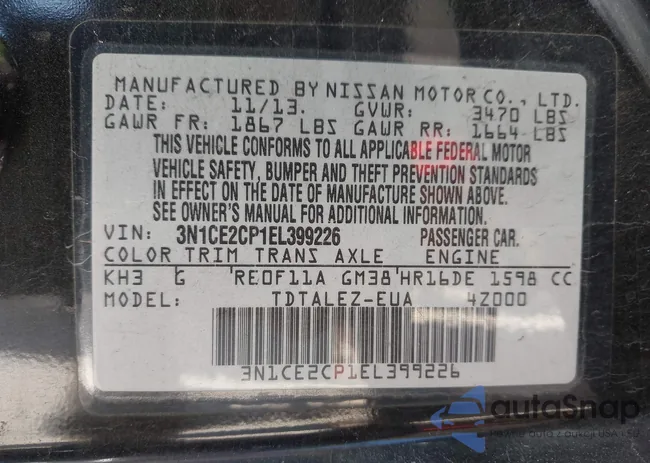 MANUFACTURED BY NISSAN MOTOR CO., LTD.
DATE: 11/13. GVWR: 3470 LBS
GAWR FR: 1867 LBS GAWR RR: 1664 LBS
THIS VEHICLE CONFORMS TO ALL APPLICABLE FEDERAL MOTOR
VEHICLE SAFETY, BUMPER AND THEFT PREVENTION STANDARDS
IN EFFECT ON THE DATE OF MANUFACTURE SHOWN ABOVE.
SEE OWNER'S MANUAL FOR ADDITIONAL INFORMATION.
VIN: 3N1CE2CP1EL399226 PASSENGER CAR.
COLOR TRIM TRANS AXLE ENGINE
KH3 G RE0F11A GM38 HR16DE 1598 CC
MODEL: TDTALEZ-EUA 4Z000
3N1CE2CP1EL399226
autoSnap